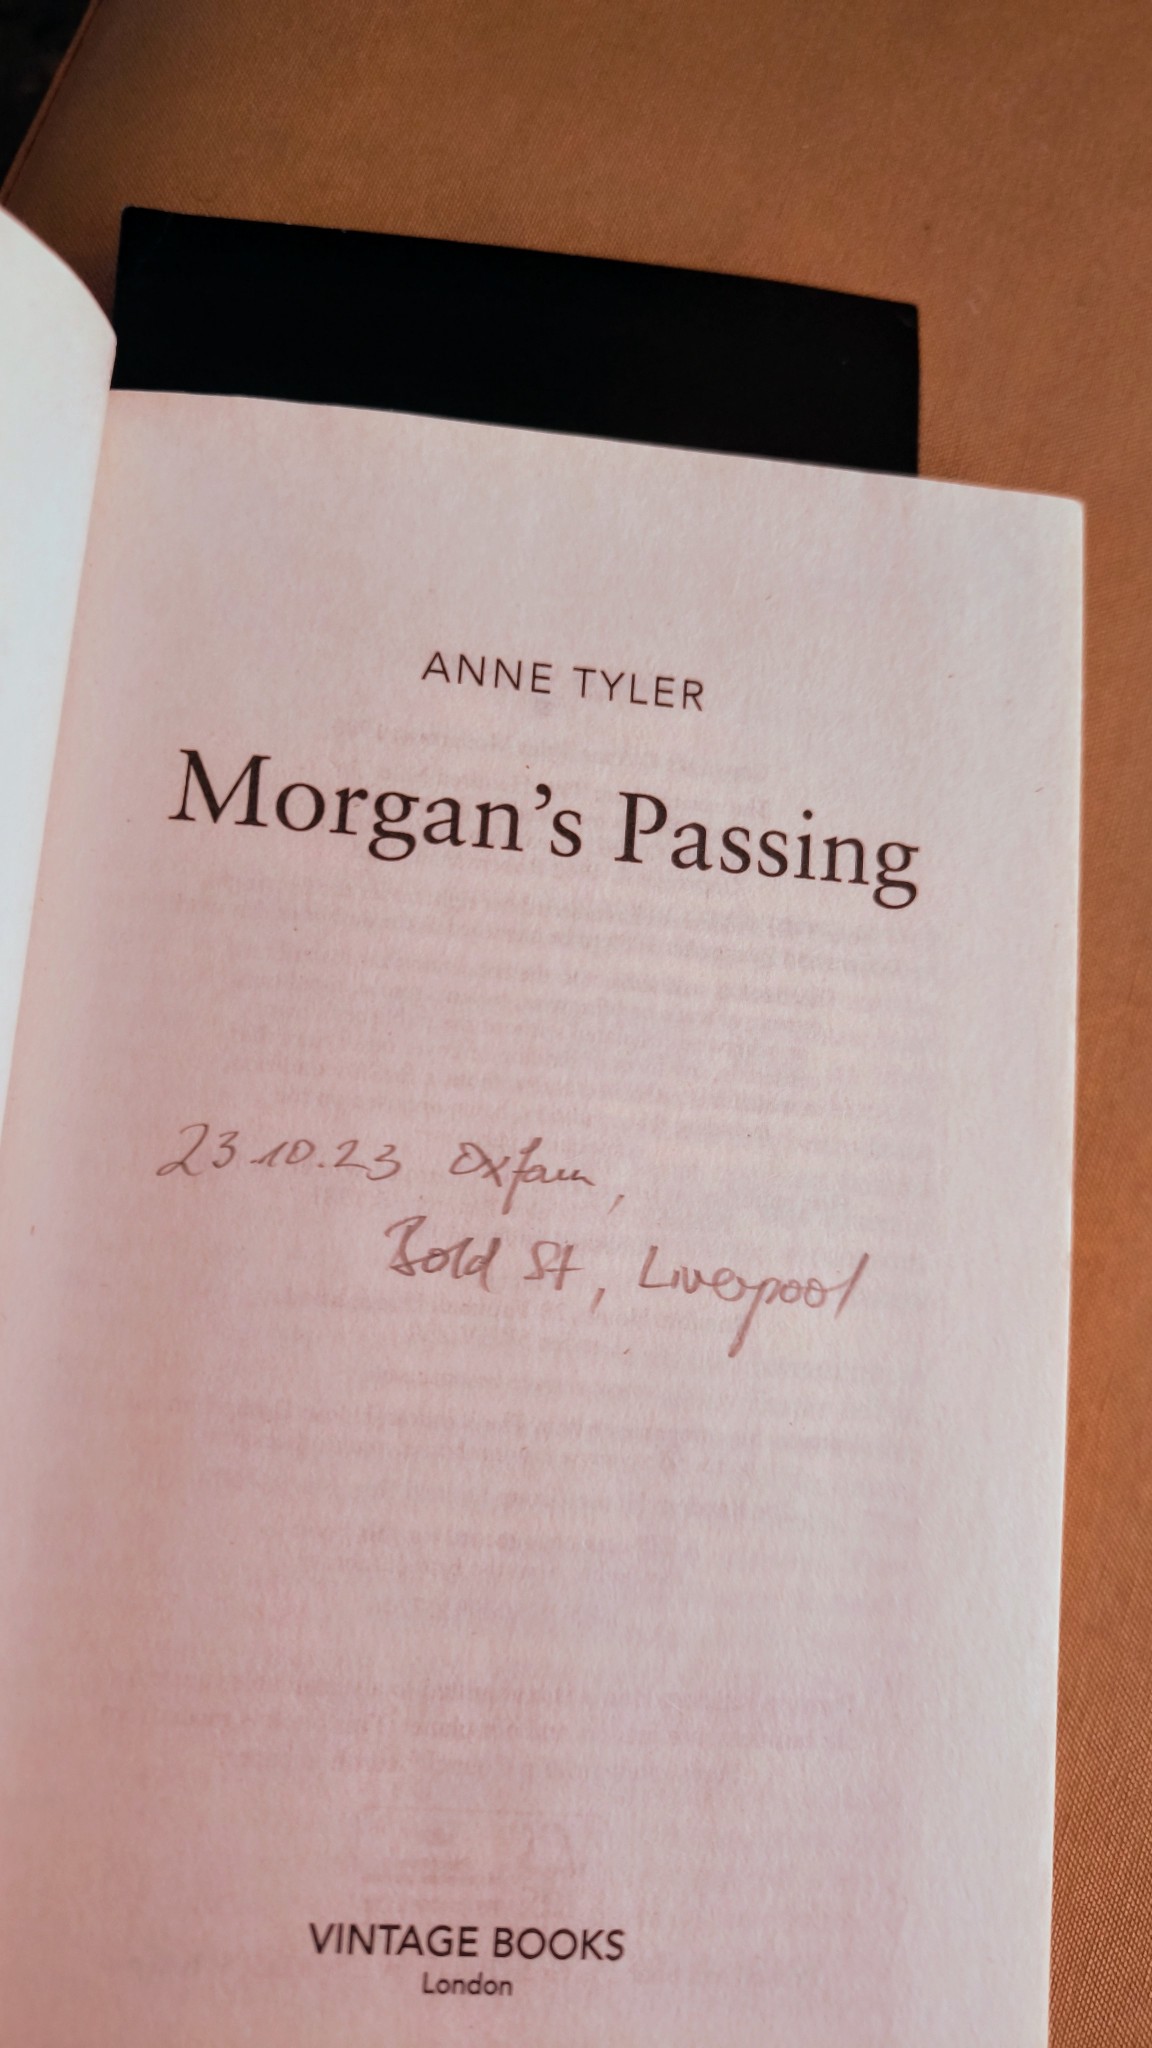 ANNE TYLER
Morgan's Passing
23.10.23 Oxfam,
Bold St, Liverpool
VINTAGE BOOKS
London